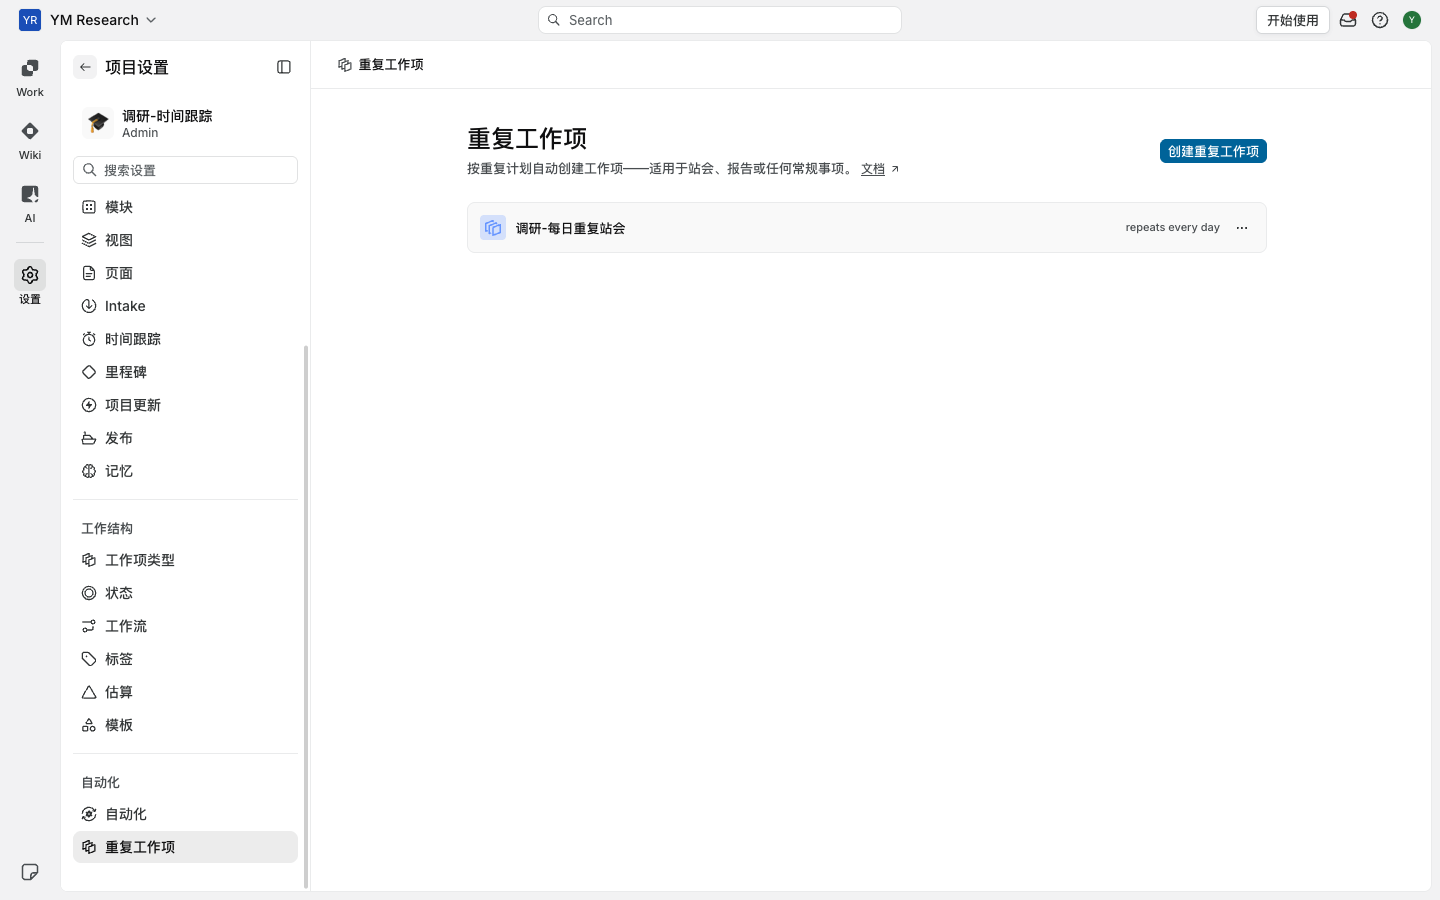 YR YM Research
Search
开始使用
Y
Work
Wiki
AI
设置
项目设置
调研-时间跟踪
Admin
搜索设置
模块
视图
页面
Intake
时间跟踪
里程碑
项目更新
发布
记忆
工作结构
工作项类型
状态
工作流
标签
估算
模板
自动化
自动化
重复工作项
重复工作项
重复工作项
按重复计划自动创建工作项——适用于站会、报告或任何常规事项。 文档
创建重复工作项
调研-每日重复站会
repeats every day